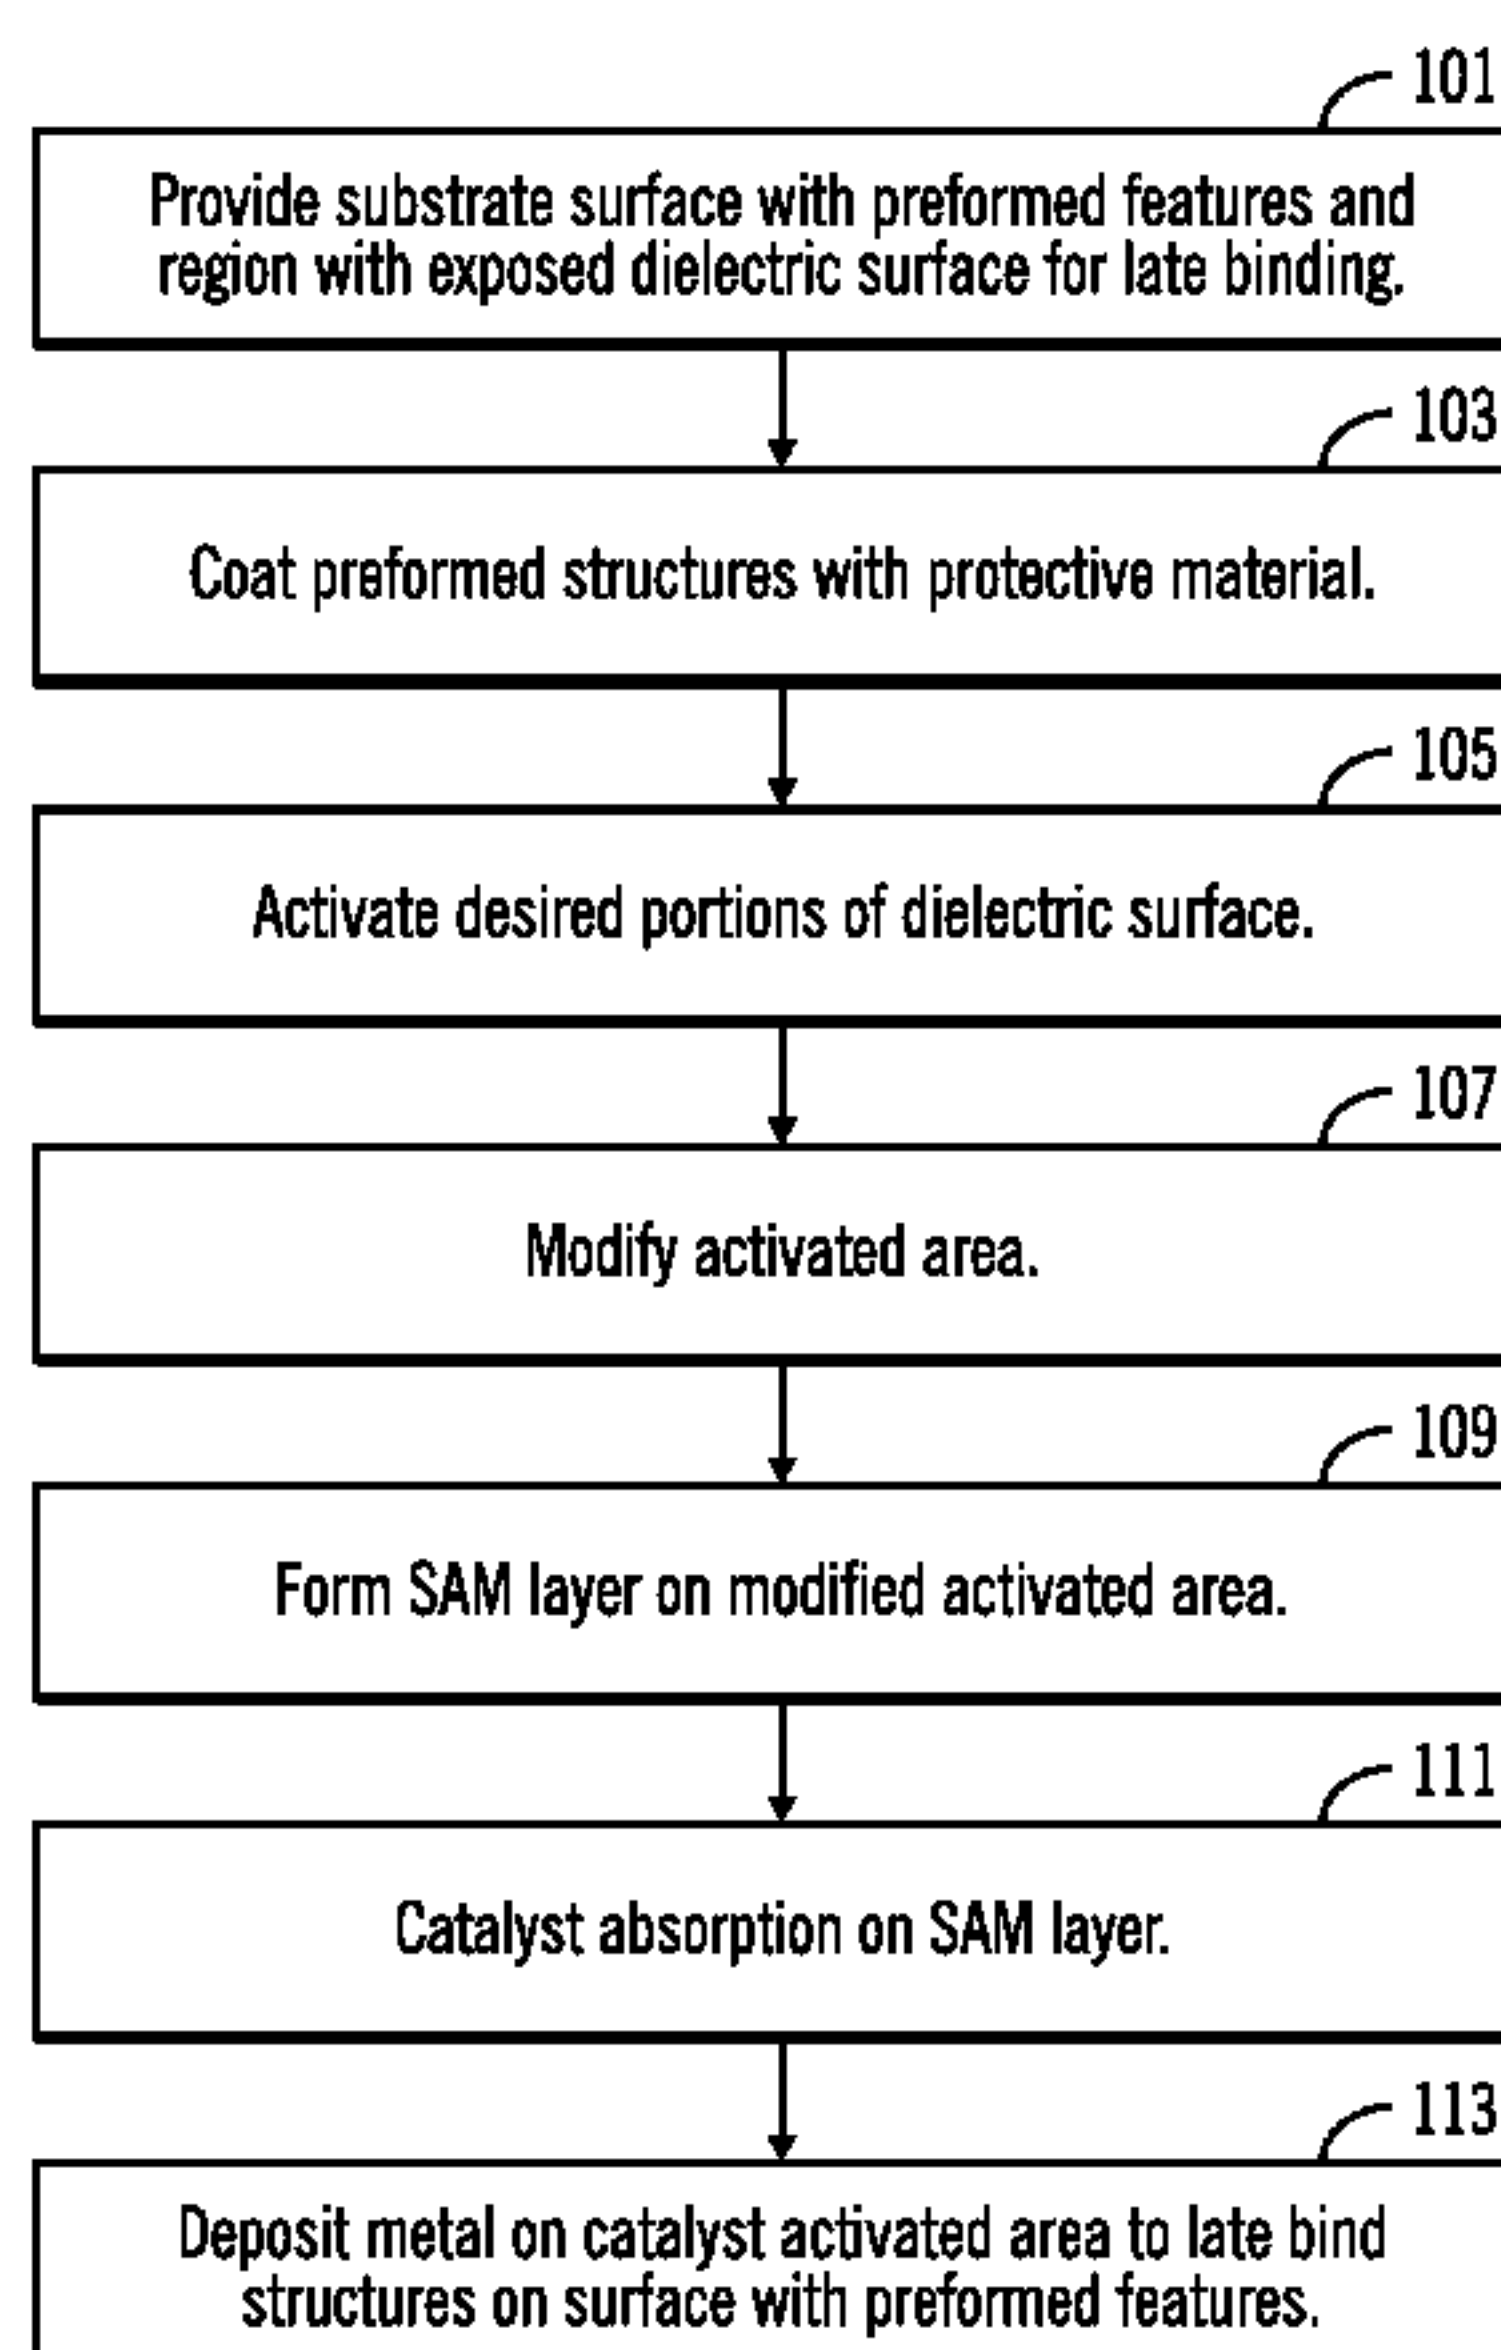 101
Provide substrate surface with preformed features and
region with exposed dielectric surface for late binding.
103
Coat preformed structures with protective material.
105
Activate desired portions of dielectric surface.
107
Modify activated area.
109
Form SAM layer on modified activated area.
111
Catalyst absorption on SAM layer.
113
Deposit metal on catalyst activated area to late bind
structures on surface with preformed features.